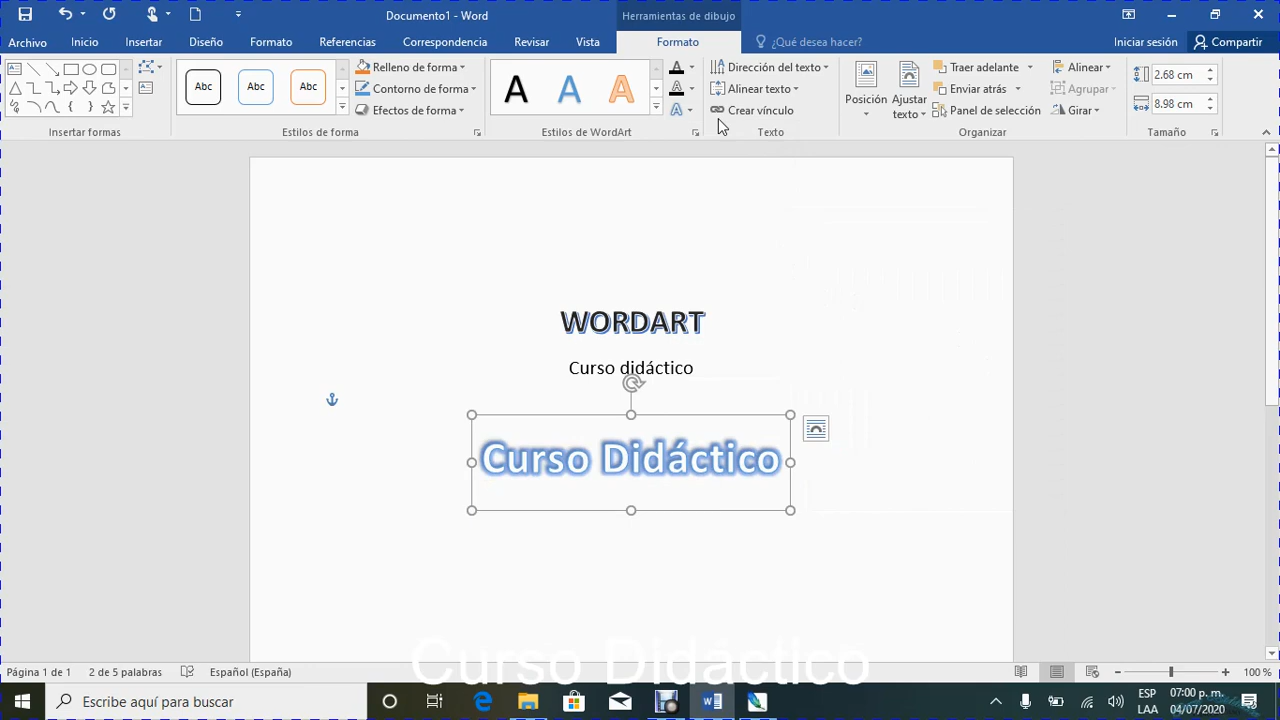 Documento1 - Word
Herramientas de dibujo
Archivo Inicio Insertar Diseño Formato Referencias Correspondencia Revisar Vista Formato ¿Qué desea hacer? Iniciar sesión Compartir
Abc Abc Abc
Relleno de forma
Contorno de forma
Efectos de forma
A A A
A
A
A
Dirección del texto
Alinear texto
Crear vínculo
Posición
Ajustar
texto
Traer adelante
Enviar atrás
Panel de selección
Alinear
Agrupar
Girar
2.68 cm
8.98 cm
Insertar formas Estilos de forma Estilos de WordArt Texto Organizar Tamaño
WORDART
Curso didáctico
Curso Didáctico
Curso Didáctico
Página 1 de 1 2 de 5 palabras Español (España) 100 %
Escribe aquí para buscar
ESP
LAA
07:00 p. m.
04/07/2020